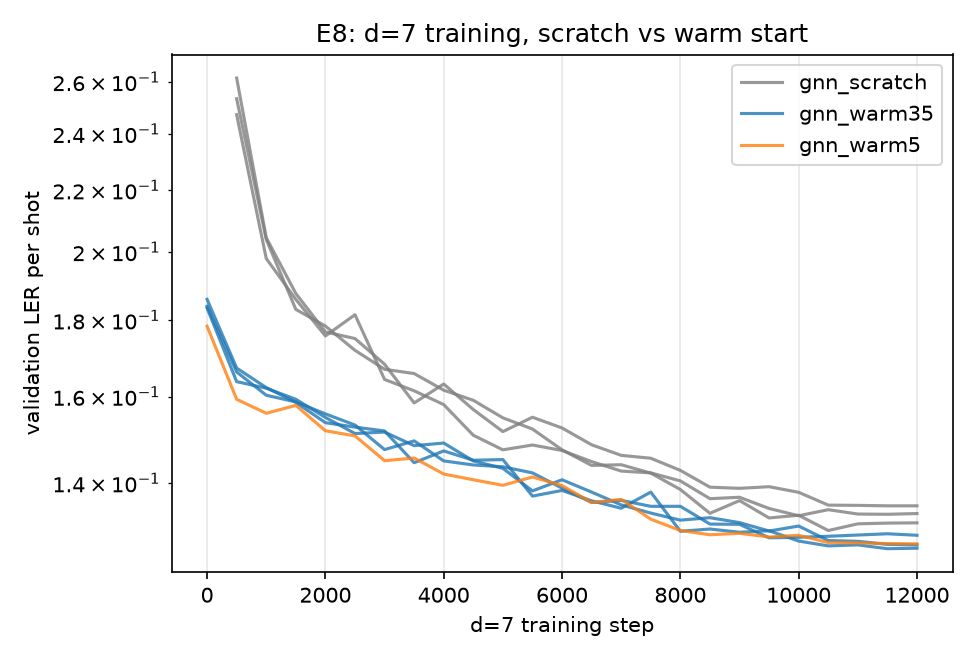 E8: d=7 training, scratch vs warm start
gnn_scratch
gnn_warm35
gnn_warm5
validation LER per shot
2.6 × 10⁻¹
2.4 × 10⁻¹
2.2 × 10⁻¹
2 × 10⁻¹
1.8 × 10⁻¹
1.6 × 10⁻¹
1.4 × 10⁻¹
0 2000 4000 6000 8000 10000 12000
d=7 training step